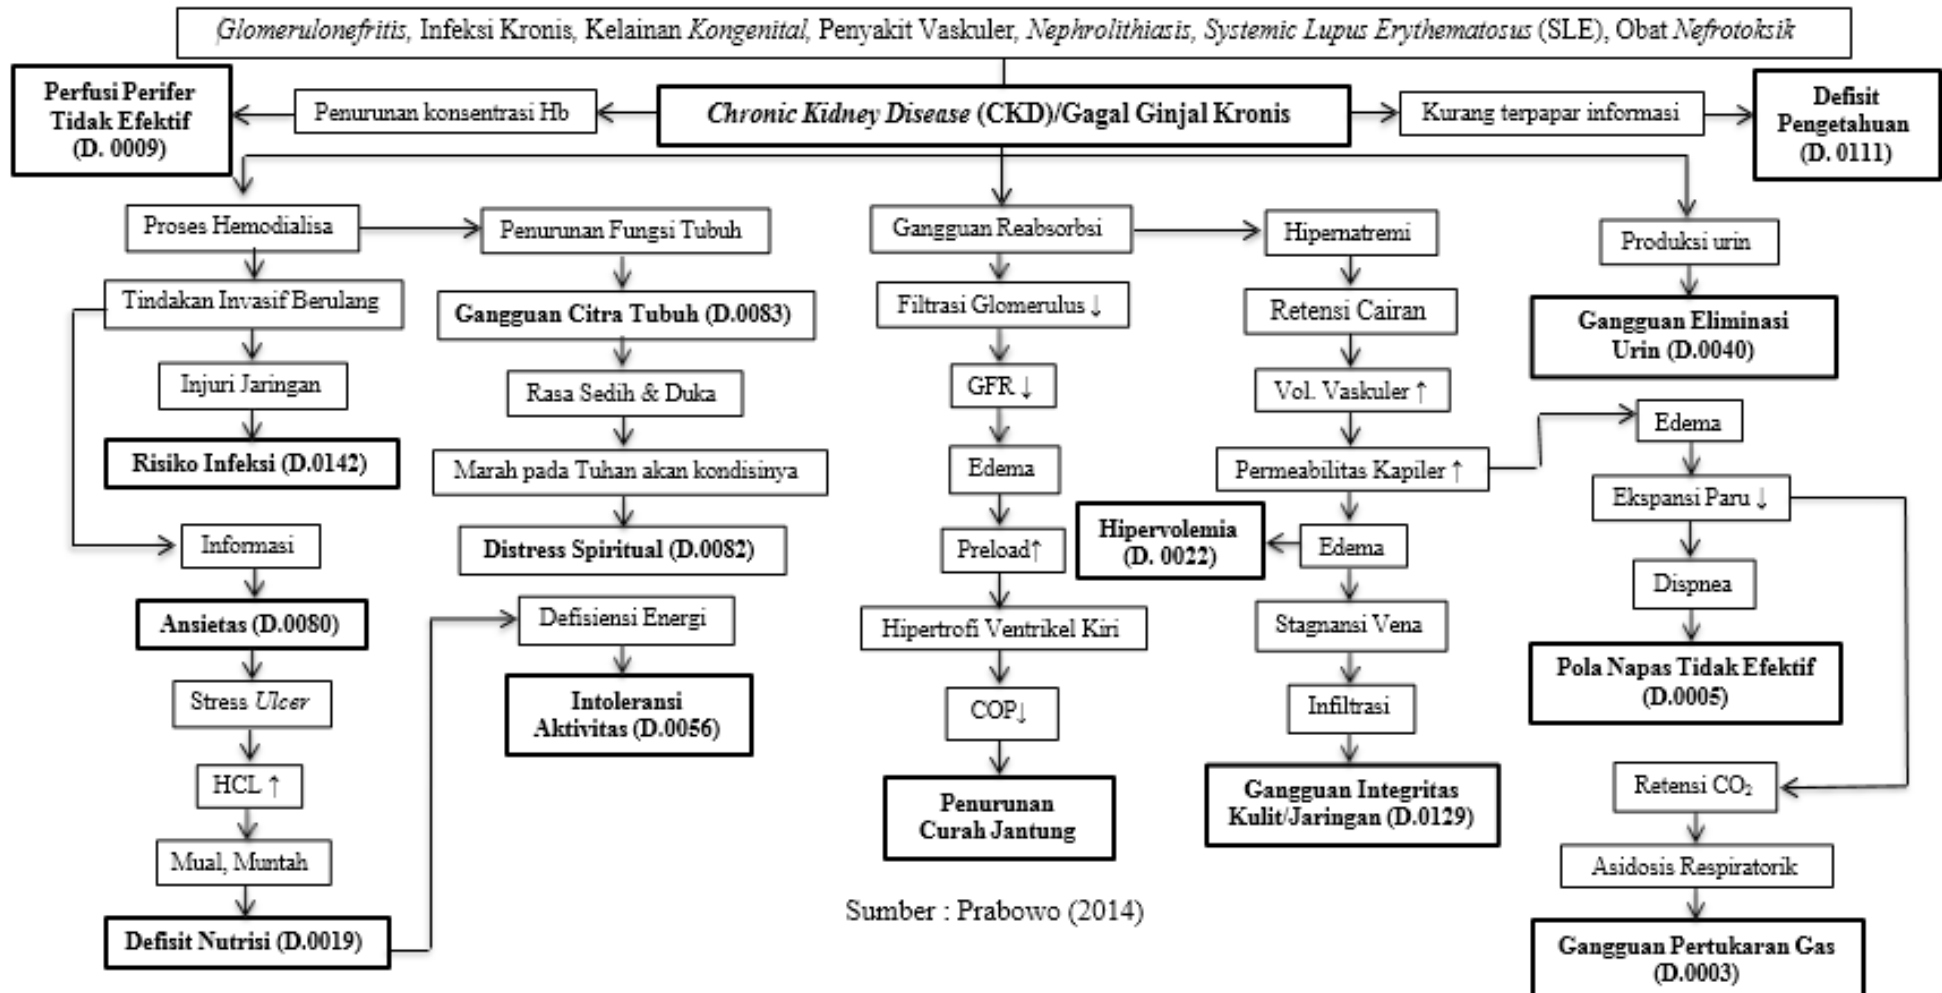 Glomerulonefritis, Infeksi Kronis, Kelainan Kongenital, Penyakit Vaskuler, Nephrolithiasis, Systemic Lupus Erythematosus (SLE), Obat Nefrotoksik
Perfusi Perifer
Tidak Efektif
(D. 0009)
Penurunan konsentrasi Hb
Chronic Kidney Disease (CKD)/Gagal Ginjal Kronis
Kurang terpapar informasi
Defisit
Pengetahuan
(D. 0111)
Proses Hemodialisa
Penurunan Fungsi Tubuh
Gangguan Reabsorbsi
Hipernatremi
Produksi urin
Tindakan Invasif Berulang
Gangguan Citra Tubuh (D.0083)
Filtrasi Glomerulus ↓
Retensi Cairan
Gangguan Eliminasi
Urin (D.0040)
Injuri Jaringan
Rasa Sedih & Duka
GFR ↓
Vol. Vaskuler ↑
Edema
Risiko Infeksi (D.0142)
Marah pada Tuhan akan kondisinya
Edema
Permeabilitas Kapiler ↑
Ekspansi Paru ↓
Informasi
Distress Spiritual (D.0082)
Preload↑
Hipervolemia
(D. 0022)
Edema
Dispnea
Ansietas (D.0080)
Defisiensi Energi
Hipertrofi Ventrikel Kiri
Stagnansi Vena
Pola Napas Tidak Efektif
(D.0005)
Stress Ulcer
Intoleransi
Aktivitas (D.0056)
COP↓
Infiltrasi
HCL ↑
Penurunan
Curah Jantung
Gangguan Integritas
Kulit/Jaringan (D.0129)
Retensi CO₂
Mual, Muntah
Asidosis Respiratorik
Sumber : Prabowo (2014)
Defisit Nutrisi (D.0019)
Gangguan Pertukaran Gas
(D.0003)